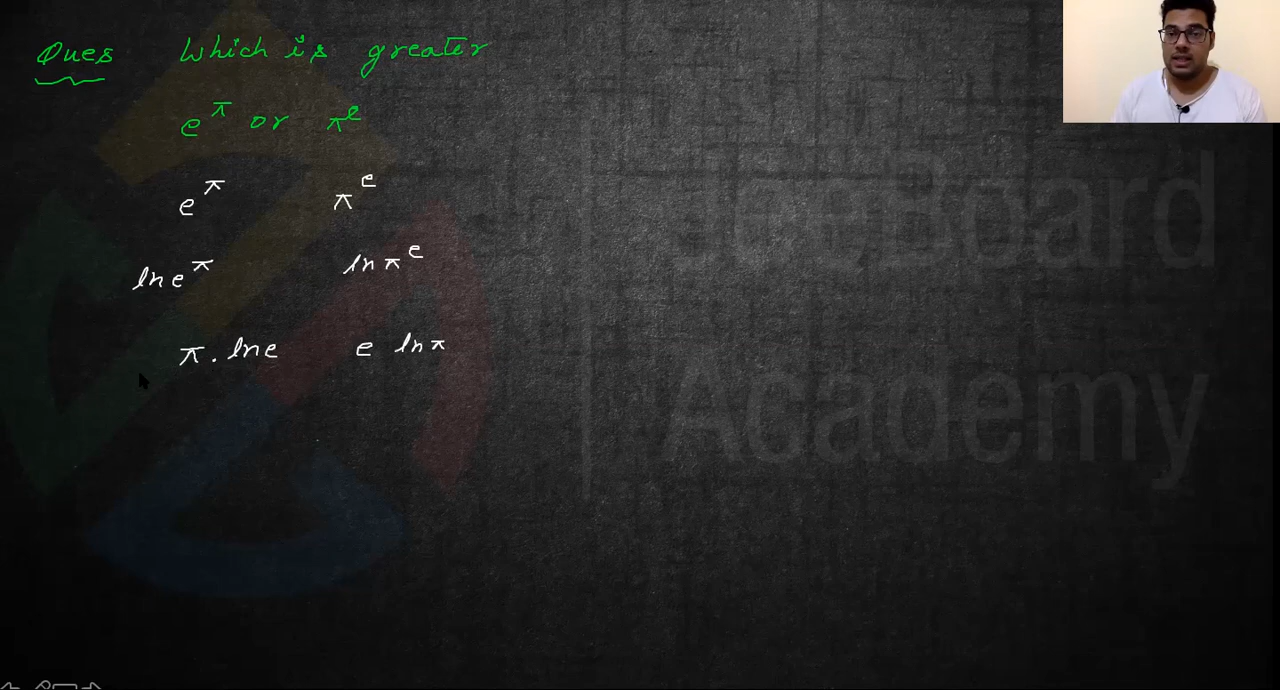 Ques Which is greater
e^π or π^e
e^π π^e
ln e^π ln π^e
π . ln e e ln π
JeeBoard
Academy